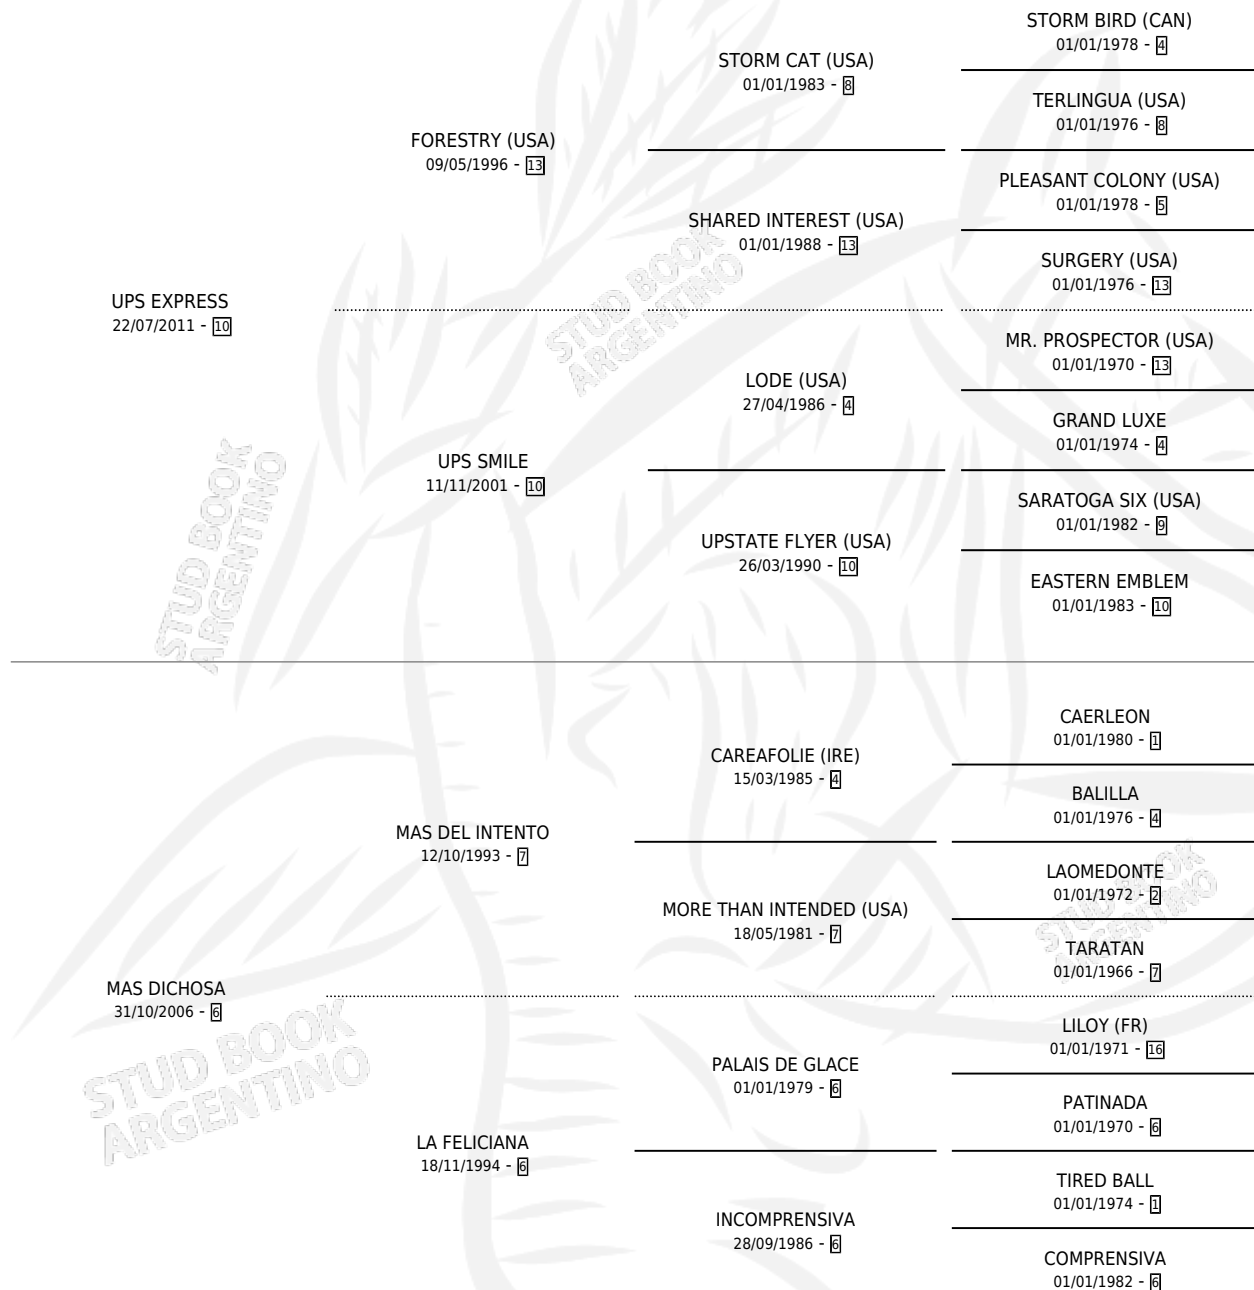 STORM BIRD (CAN)
01/01/1978 - 4
STORM CAT (USA)
01/01/1983 - 8
TERLINGUA (USA)
01/01/1976 - 8
FORESTRY (USA)
09/05/1996 - 13
PLEASANT COLONY (USA)
01/01/1978 - 5
SHARED INTEREST (USA)
01/01/1988 - 13
SURGERY (USA)
01/01/1976 - 13
UPS EXPRESS
22/07/2011 - 10
MR. PROSPECTOR (USA)
01/01/1970 - 13
LODE (USA)
27/04/1986 - 4
GRAND LUXE
01/01/1974 - 4
UPS SMILE
11/11/2001 - 10
SARATOGA SIX (USA)
01/01/1982 - 9
UPSTATE FLYER (USA)
26/03/1990 - 10
EASTERN EMBLEM
01/01/1983 - 10
CAERLEON
01/01/1980 - 1
CAREAFOLIE (IRE)
15/03/1985 - 4
BALILLA
01/01/1976 - 4
MAS DEL INTENTO
12/10/1993 - 7
LAOMEDONTE
01/01/1972 - 2
MORE THAN INTENDED (USA)
18/05/1981 - 7
TARATAN
01/01/1966 - 7
MAS DICHOSA
31/10/2006 - 6
LILOY (FR)
01/01/1971 - 16
PALAIS DE GLACE
01/01/1979 - 6
PATINADA
01/01/1970 - 6
LA FELICIANA
18/11/1994 - 6
TIRED BALL
01/01/1974 - 1
INCOMPRENSIVA
28/09/1986 - 6
COMPRENSIVA
01/01/1982 - 6
STUD BOOK
ARGENTINO
STUD BOOK
ARGENTINO
STUD BOOK
ARGENTINO
STUD BOOK
ARGENTINO